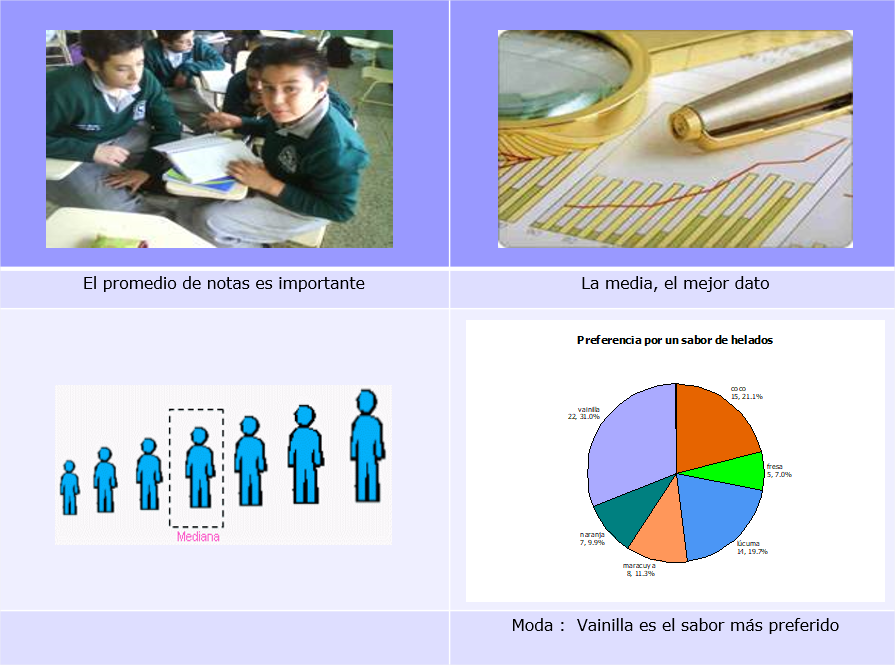 El promedio de notas es importante
La media, el mejor dato
Mediana
Preferencia por un sabor de helados
coco
15, 21.1%
vainilla
22, 31.0%
fresa
5, 7.0%
naranja
7, 9.9%
lúcuma
14, 19.7%
maracuya
8, 11.3%
Moda :  Vainilla es el sabor más preferido